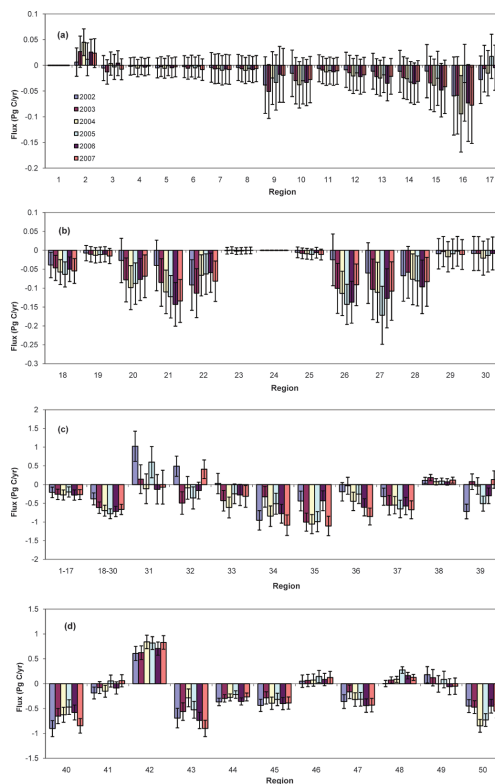 0.1
0.05
0
-0.05
-0.1
-0.15
-0.2
Flux (Pg C/yr)
(a)
2002
2003
2004
2005
2006
2007
1 2 3 4 5 6 7 8 9 10 11 12 13 14 15 16 17
Region
0.1
0.05
0
-0.05
-0.1
-0.15
-0.2
-0.25
-0.3
Flux (Pg C/yr)
(b)
18 19 20 21 22 23 24 25 26 27 28 29 30
Region
2
1.5
1
0.5
0
-0.5
-1
-1.5
-2
Flux (Pg C/yr)
(c)
1-17 18-30 31 32 33 34 35 36 37 38 39
Region
1.5
1
0.5
0
-0.5
-1
-1.5
Flux (Pg C/yr)
(d)
40 41 42 43 44 45 46 47 48 49 50
Region